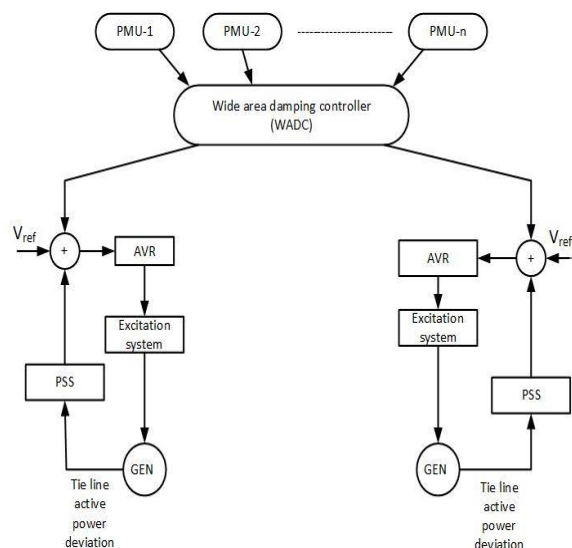 PMU-1
PMU-2
PMU-n
Wide area damping controller
(WADC)
Vref
+
AVR
AVR
+
Vref
Excitation
system
Excitation
system
PSS
PSS
GEN
GEN
Tie line
active
power
deviation
Tie line
active
power
deviation